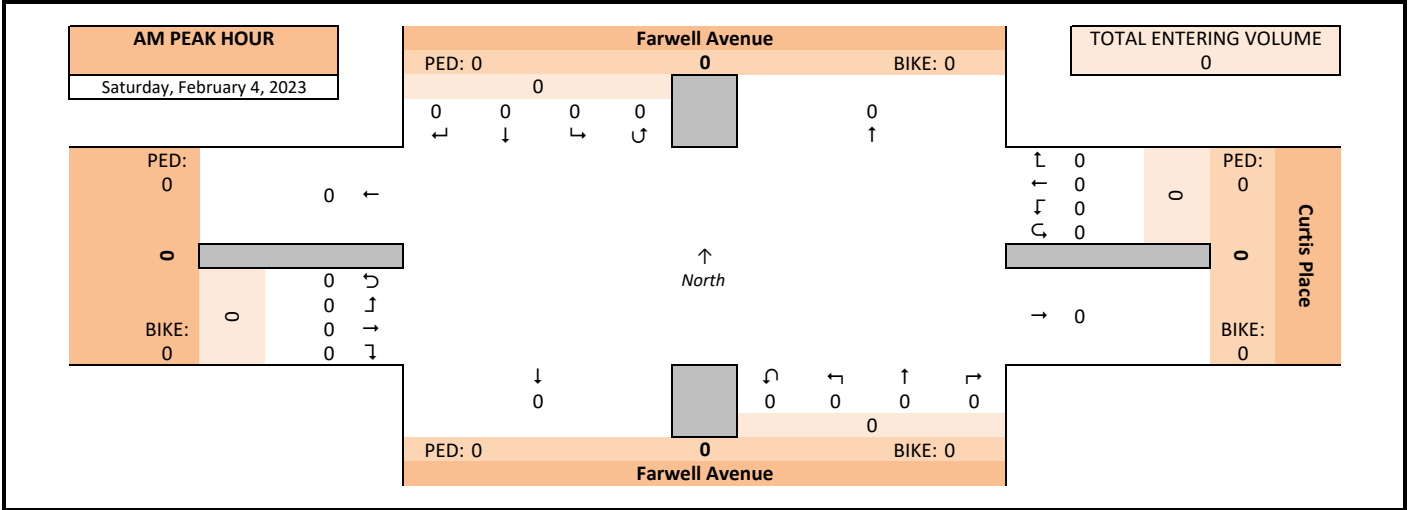 AM PEAK HOUR
Saturday, February 4, 2023
Farwell Avenue
PED: 0 0 BIKE: 0
0
0 0 0 0 0
↵ ↓ ↳ ↺ ↑
TOTAL ENTERING VOLUME
0
PED:
0
0 ←
0
0 ⮌
0 ⮥
0 →
0 ⮧
0
BIKE:
0
↑
North
0
← 0
0
0
0
PED:
0
0
→ 0
BIKE:
0
Curtis Place
↓ ↑
0 0 0 0 0
0
PED: 0 0 BIKE: 0
Farwell Avenue